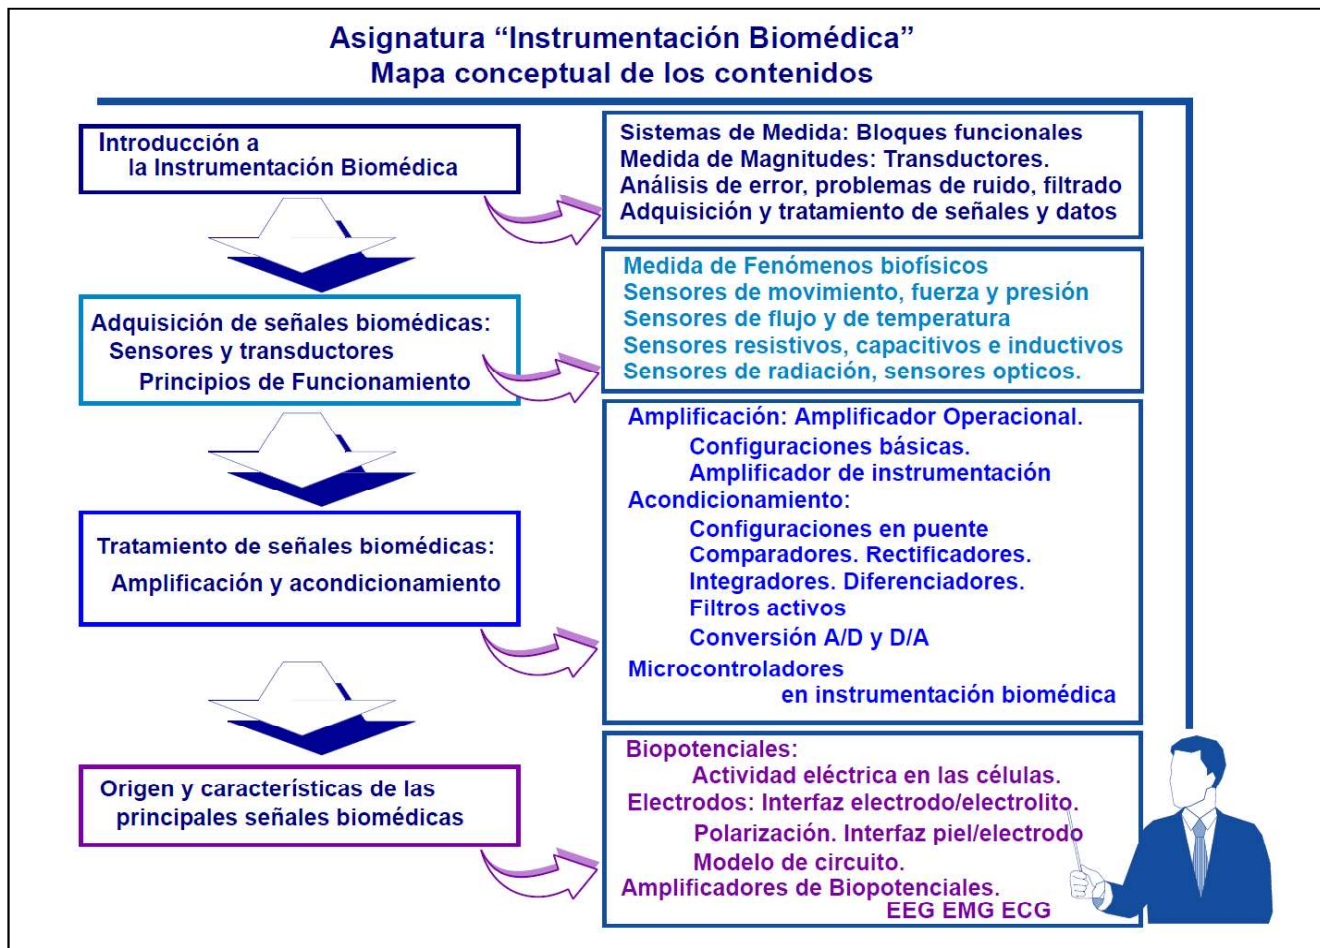 Asignatura “Instrumentación Biomédica”
Mapa conceptual de los contenidos
Introducción a
la Instrumentación Biomédica
Sistemas de Medida: Bloques funcionales
Medida de Magnitudes: Transductores.
Análisis de error, problemas de ruido, filtrado
Adquisición y tratamiento de señales y datos
Adquisición de señales biomédicas:
Sensores y transductores
Principios de Funcionamiento
Medida de Fenómenos biofísicos
Sensores de movimiento, fuerza y presión
Sensores de flujo y de temperatura
Sensores resistivos, capacitivos e inductivos
Sensores de radiación, sensores opticos.
Tratamiento de señales biomédicas:
Amplificación y acondicionamiento
Amplificación: Amplificador Operacional.
Configuraciones básicas.
Amplificador de instrumentación
Acondicionamiento:
Configuraciones en puente
Comparadores. Rectificadores.
Integradores. Diferenciadores.
Filtros activos
Conversión A/D y D/A
Microcontroladores
en instrumentación biomédica
Origen y características de las
principales señales biomédicas
Biopotenciales:
Actividad eléctrica en las células.
Electrodos: Interfaz electrodo/electrolito.
Polarización. Interfaz piel/electrodo
Modelo de circuito.
Amplificadores de Biopotenciales.
EEG EMG ECG